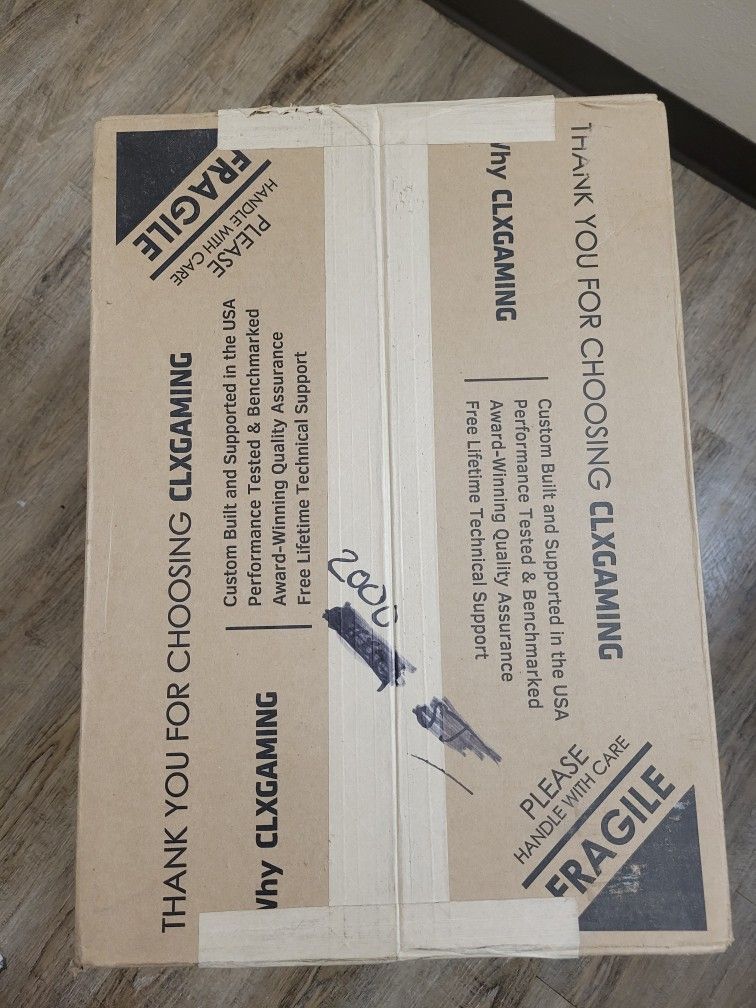 FRAGILE
HANDLE WITH CARE
PLEASE
THANK YOU FOR CHOOSING CLXGAMING
Custom Built and Supported in the USA
Performance Tested & Benchmarked
Award-Winning Quality Assurance
Free Lifetime Technical Support
Why CLXGAMING
2000
THANK YOU FOR CHOOSING CLXGAMING
Why CLXGAMING
Custom Built and Supported in the USA
Performance Tested & Benchmarked
Award-Winning Quality Assurance
Free Lifetime Technical Support
PLEASE
HANDLE WITH CARE
FRAGILE